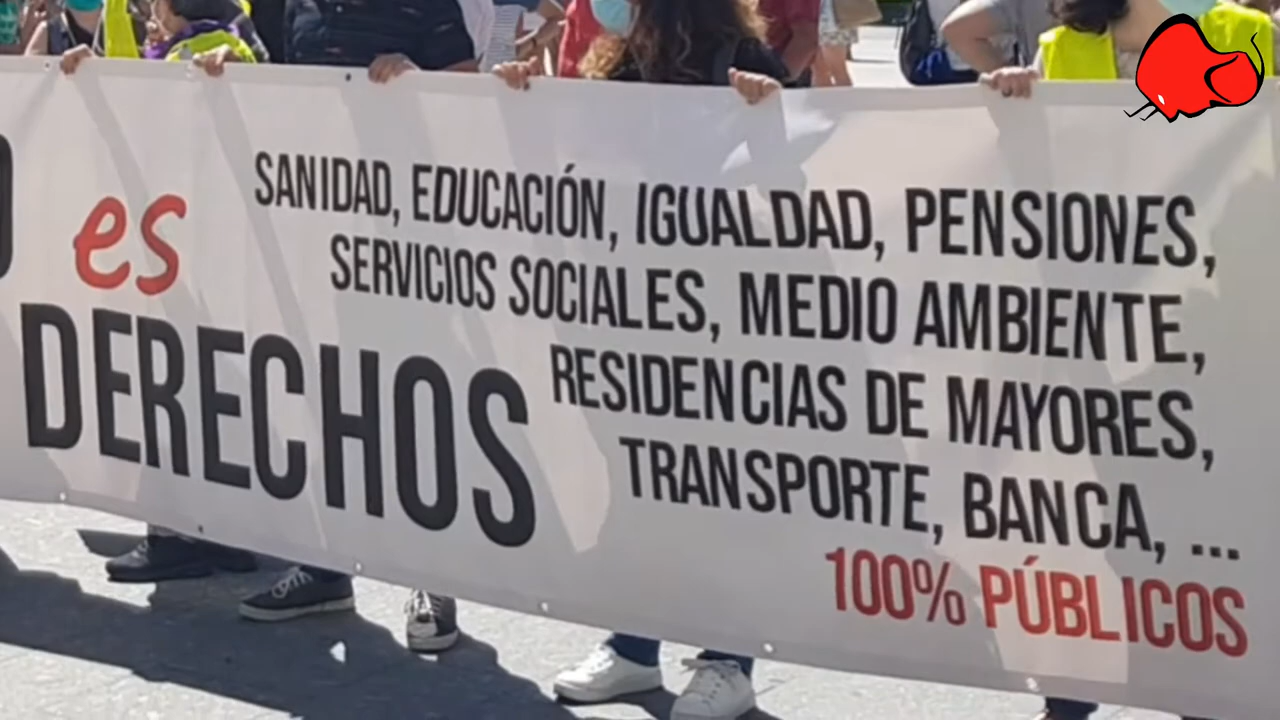 es
DERECHOS
SANIDAD, EDUCACIÓN, IGUALDAD, PENSIONES,
SERVICIOS SOCIALES, MEDIO AMBIENTE,
RESIDENCIAS DE MAYORES,
TRANSPORTE, BANCA, ...
100% PÚBLICOS